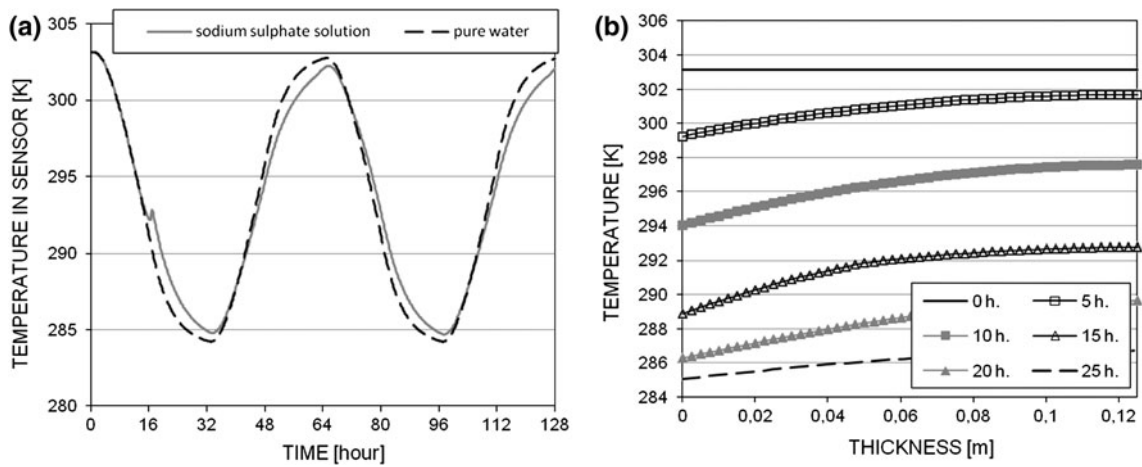 (a)
sodium sulphate solution
pure water
TEMPERATURE IN SENSOR [K]
305
300
295
290
285
280
0 16 32 48 64 80 96 112 128
TIME [hour]
(b)
TEMPERATURE [K]
306
304
302
300
298
296
294
292
290
288
286
284
0 h. 5 h.
10 h. 15 h.
20 h. 25 h.
0 0,02 0,04 0,06 0,08 0,1 0,12
THICKNESS [m]